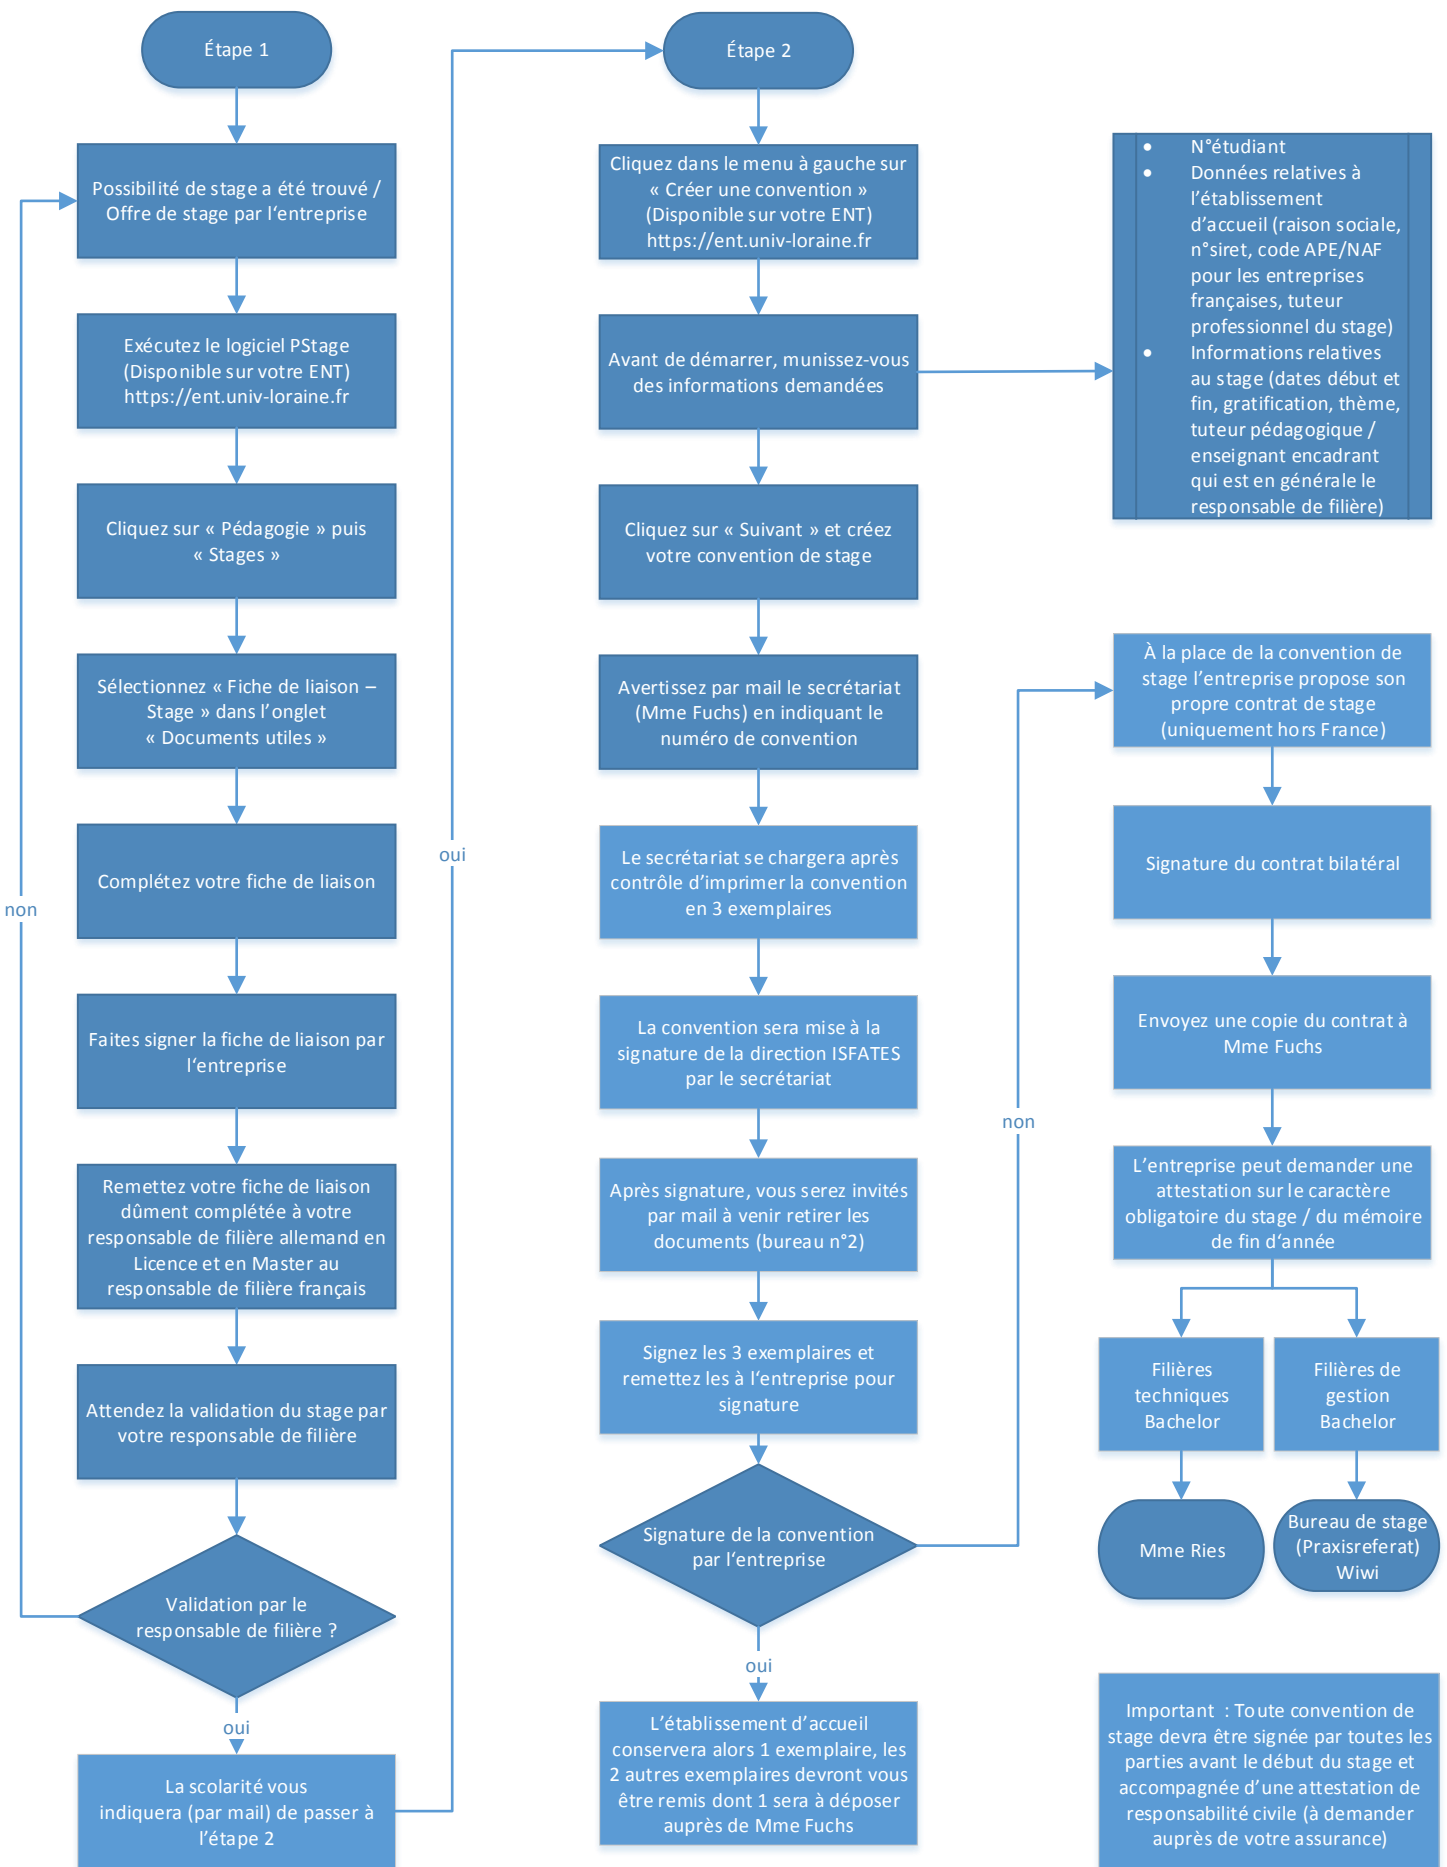 Étape 1
Possibilité de stage a été trouvé /
Offre de stage par l'entreprise
Exécutez le logiciel PStage
(Disponible sur votre ENT)
https://ent.univ-loraine.fr
Cliquez sur « Pédagogie » puis
« Stages »
Sélectionnez « Fiche de liaison –
Stage » dans l'onglet
« Documents utiles »
Complétez votre fiche de liaison
non
Faites signer la fiche de liaison par
l'entreprise
Remettez votre fiche de liaison
dûment complétée à votre
responsable de filière allemand en
Licence et en Master au
responsable de filière français
Attendez la validation du stage par
votre responsable de filière
Validation par le
responsable de filière ?
oui
La scolarité vous
indiquera (par mail) de passer à
l'étape 2
oui
Étape 2
Cliquez dans le menu à gauche sur
« Créer une convention »
(Disponible sur votre ENT)
https://ent.univ-loraine.fr
Avant de démarrer, munissez-vous
des informations demandées
Cliquez sur « Suivant » et créez
votre convention de stage
Avertissez par mail le secrétariat
(Mme Fuchs) en indiquant le
numéro de convention
Le secrétariat se chargera après
contrôle d'imprimer la convention
en 3 exemplaires
La convention sera mise à la
signature de la direction ISFATES
par le secrétariat
Après signature, vous serez invités
par mail à venir retirer les
documents (bureau n°2)
Signez les 3 exemplaires et
remettez les à l'entreprise pour
signature
Signature de la convention
par l'entreprise
oui
L'établissement d'accueil
conservera alors 1 exemplaire, les
2 autres exemplaires devront vous
être remis dont 1 sera à déposer
auprès de Mme Fuchs
non
• N°étudiant
• Données relatives à
l'établissement
d'accueil (raison sociale,
n°siret, code APE/NAF
pour les entreprises
françaises, tuteur
professionnel du stage)
• Informations relatives
au stage (dates début et
fin, gratification, thème,
tuteur pédagogique /
enseignant encadrant
qui est en générale le
responsable de filière)
À la place de la convention de
stage l'entreprise propose son
propre contrat de stage
(uniquement hors France)
Signature du contrat bilatéral
Envoyez une copie du contrat à
Mme Fuchs
L'entreprise peut demander une
attestation sur le caractère
obligatoire du stage / du mémoire
de fin d'année
Filières
techniques
Bachelor
Mme Ries
Filières de
gestion
Bachelor
Bureau de stage
(Praxisreferat)
Wiwi
Important : Toute convention de
stage devra être signée par toutes les
parties avant le début du stage et
accompagnée d'une attestation de
responsabilité civile (à demander
auprès de votre assurance)